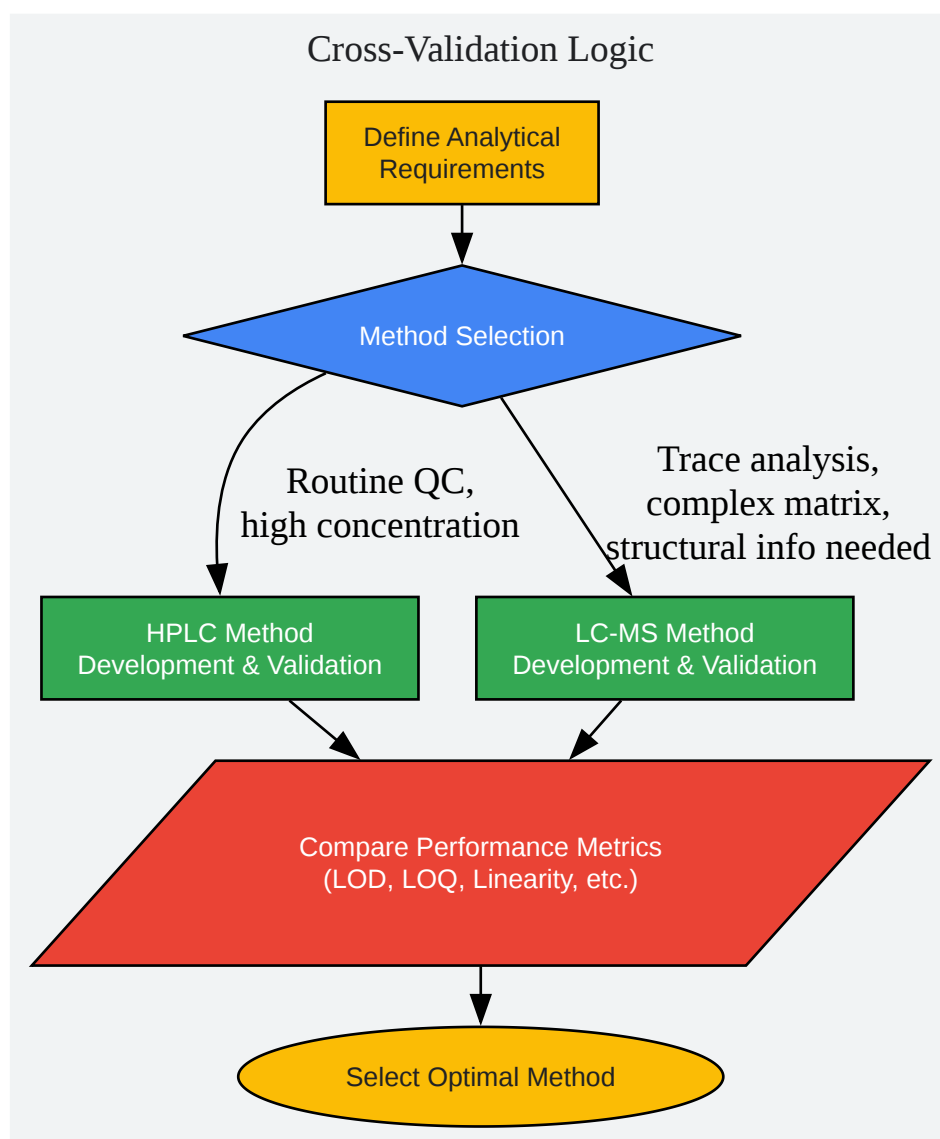 Cross-Validation Logic
Define Analytical
Requirements
Method Selection
Routine QC,
high concentration
Trace analysis,
complex matrix,
structural info needed
HPLC Method
Development & Validation
LC-MS Method
Development & Validation
Compare Performance Metrics
(LOD, LOQ, Linearity, etc.)
Select Optimal Method